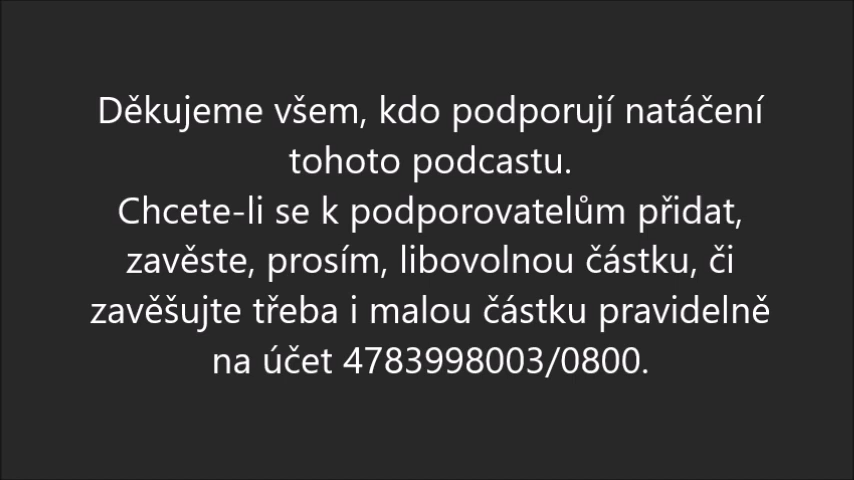 Děkujeme všem, kdo podporují natáčení
tohoto podcastu.
Chcete-li se k podporovatelům přidat,
zavěste, prosím, libovolnou částku, či
zavěšujte třeba i malou částku pravidelně
na účet 4783998003/0800.